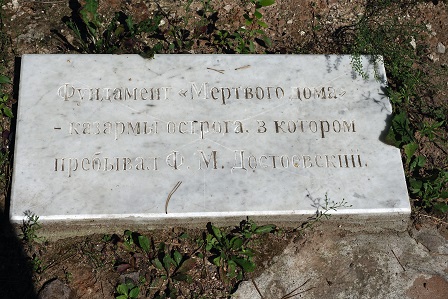 Фундамент «Мертвого дома»
- казармы острога, в котором
пребывал Ф. М. Достоевский.